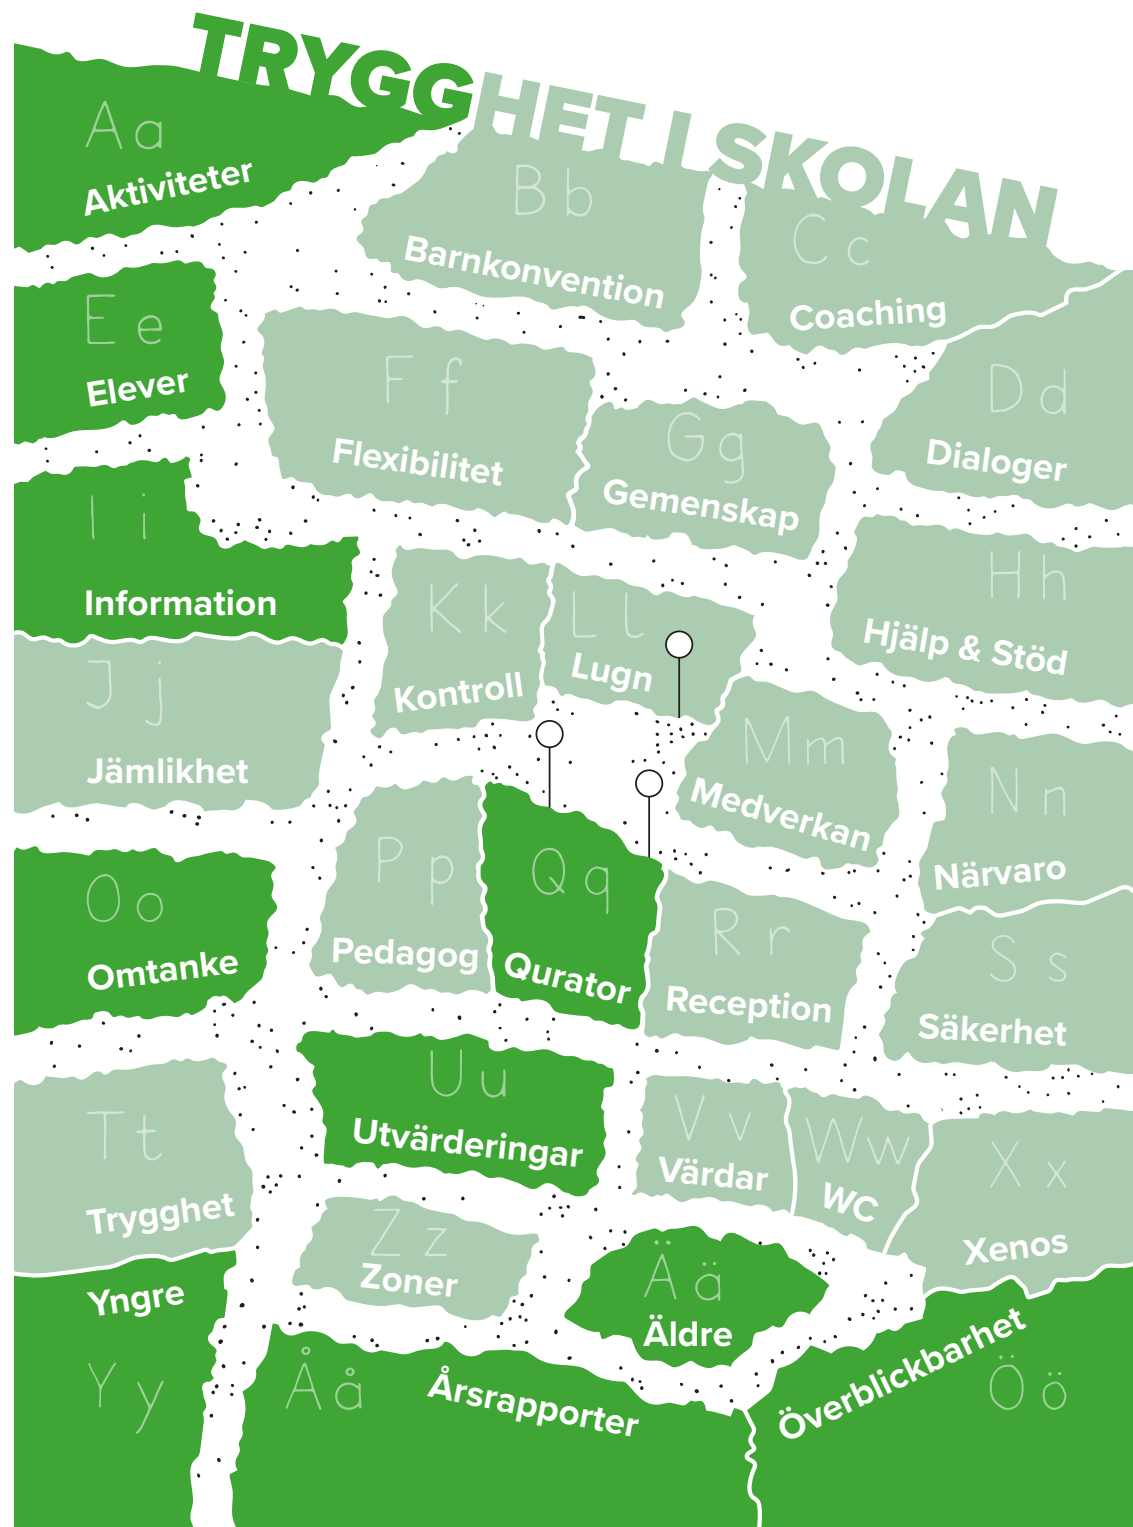 TRYGGHET I SKOLAN
Aa
Aktiviteter
Bb
Barnkonvention
Cc
Coaching
Dd
Dialoger
Ee
Elever
Ff
Flexibilitet
Gg
Gemenskap
Hh
Hjälp & Stöd
Ii
Information
Jj
Jämlikhet
Kk
Kontroll
Ll
Lugn
Mm
Medverkan
Nn
Närvaro
Oo
Omtanke
Pp
Pedagog
Qq
Qurator
Rr
Reception
Ss
Säkerhet
Tt
Trygghet
Uu
Utvärderingar
Vv
Värdar
Ww
WC
Xx
Xenos
Yngre
Yy
Zz
Zoner
Åå
Årsrapporter
Ää
Äldre
Överblickbarhet
Öö